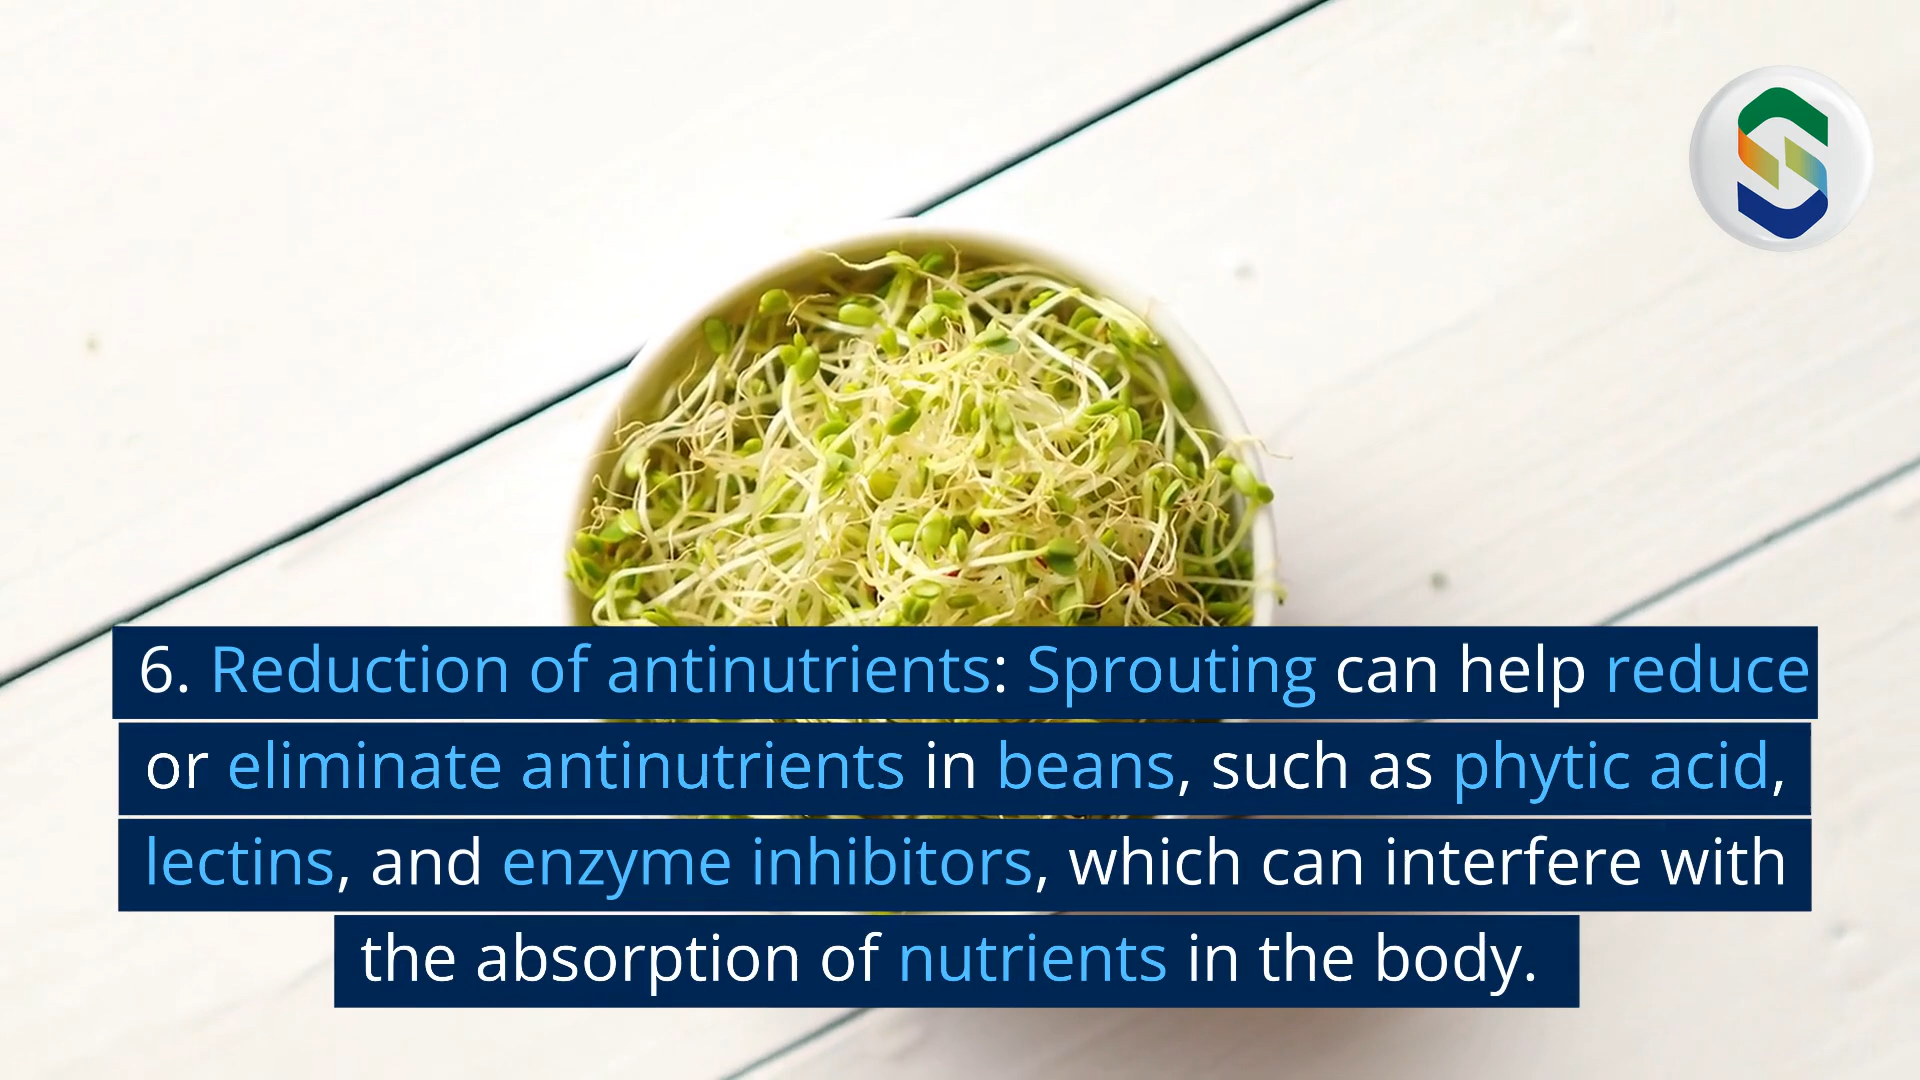 6. Reduction of antinutrients: Sprouting can help reduce
or eliminate antinutrients in beans, such as phytic acid,
lectins, and enzyme inhibitors, which can interfere with
the absorption of nutrients in the body.